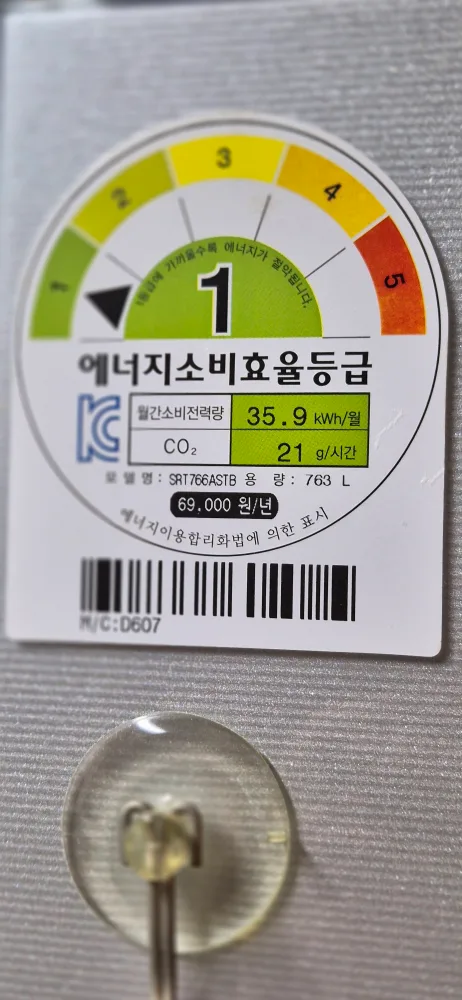 1 2 3 4 5
1등급에 가까울수록 에너지가 절약됩니다.
1
에너지소비효율등급
월간소비전력량 35.9 kWh/월
CO₂ 21 g/시간
모델명: SRT766ASTB 용 량: 763 L
69,000 원/년
에너지이용합리화법에 의한 표시
M/C:D607